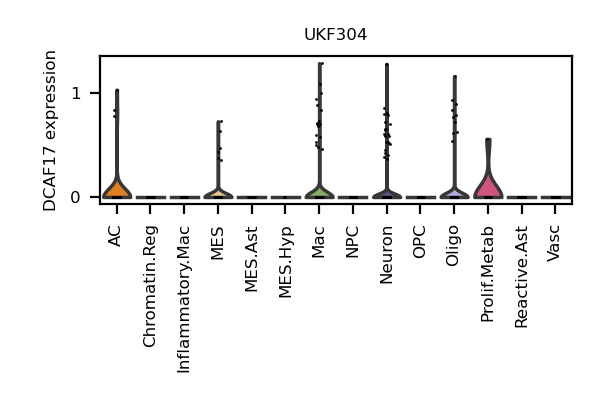 UKF304
DCAF17 expression
1
0
AC
Chromatin.Reg
Inflammatory.Mac
MES
MES.Ast
MES.Hyp
Mac
NPC
Neuron
OPC
Oligo
Prolif.Metab
Reactive.Ast
Vasc